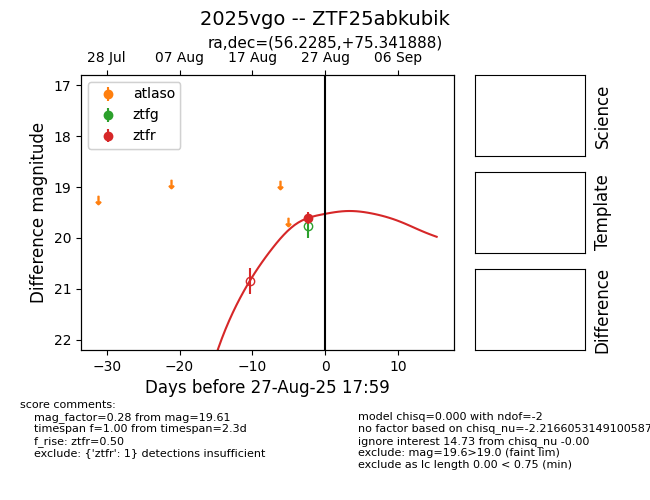 2025vgo -- ZTF25abkubik
ra,dec=(56.2285,+75.341888)
28 Jul 07 Aug 17 Aug 27 Aug 06 Sep
17
18
19
20
21
22
Difference magnitude
atlaso
ztfg
ztfr
Science
Template
Difference
−30 −20 −10 0 10
Days before 27-Aug-25 17:59
score comments:
mag_factor=0.28 from mag=19.61
timespan f=1.00 from timespan=2.3d
f_rise: ztfr=0.50
exclude: {'ztfr': 1} detections insufficient
model chisq=0.000 with ndof=-2
no factor based on chisq_nu=-2.2166053149100587
ignore interest 14.73 from chisq_nu -0.00
exclude: mag=19.6>19.0 (faint lim)
exclude as lc length 0.00 < 0.75 (min)